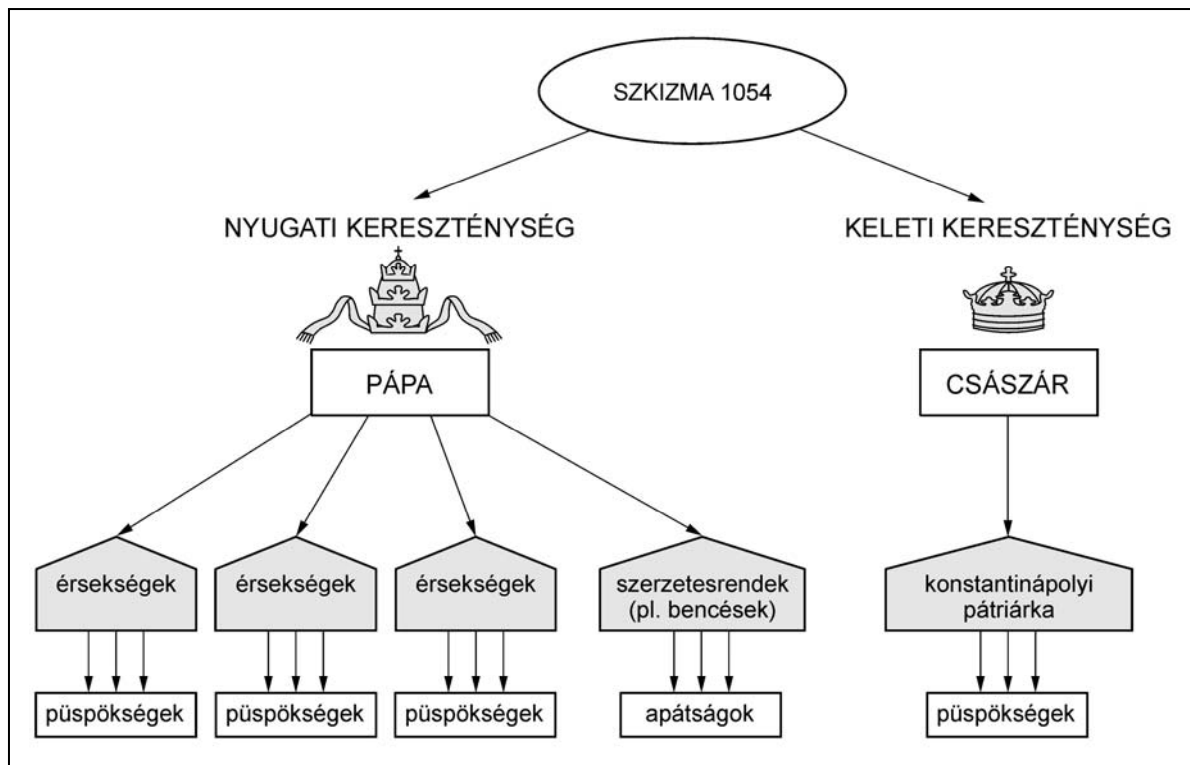 SZKIZMA 1054
NYUGATI KERESZTÉNYSÉG
KELETI KERESZTÉNYSÉG
PÁPA
CSÁSZÁR
érsekségek
érsekségek
érsekségek
szerzetesrendek
(pl. bencések)
konstantinápolyi
pátriárka
püspökségek
püspökségek
püspökségek
apátságok
püspökségek